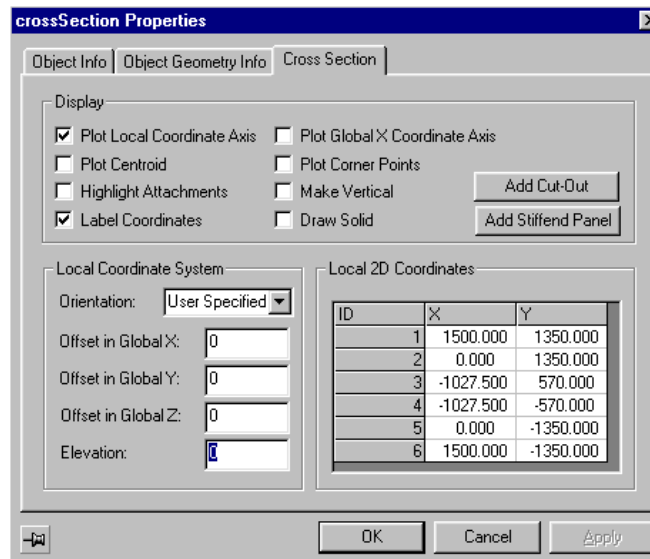 crossSection Properties
Object Info Object Geometry Info Cross Section
Display
Plot Local Coordinate Axis Plot Global X Coordinate Axis
Plot Centroid Plot Corner Points
Highlight Attachments Make Vertical Add Cut-Out
Label Coordinates Draw Solid Add Stiffend Panel
Local Coordinate System Local 2D Coordinates
Orientation: User Specified
ID X Y
Offset in Global X: 0
1 1500.000 1350.000
2 0.000 1350.000
Offset in Global Y: 0
3 -1027.500 570.000
4 -1027.500 -570.000
Offset in Global Z: 0
5 0.000 -1350.000
Elevation: 0
6 1500.000 -1350.000
OK Cancel Apply